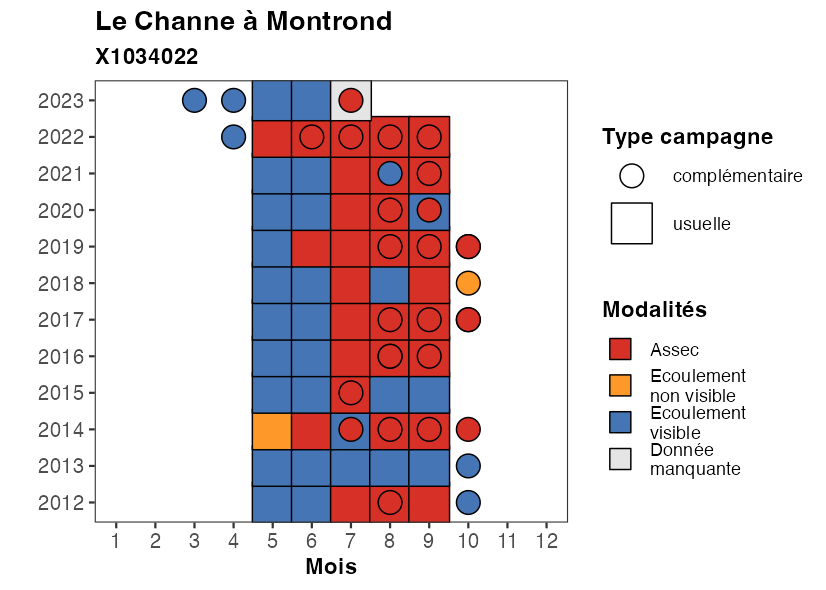 Le Channe à Montrond
X1034022
2023
2022
2021
2020
2019
2018
2017
2016
2015
2014
2013
2012
1 2 3 4 5 6 7 8 9 10 11 12
Mois
Type campagne
complémentaire
usuelle
Modalités
Assec
Ecoulement
non visible
Ecoulement
visible
Donnée
manquante